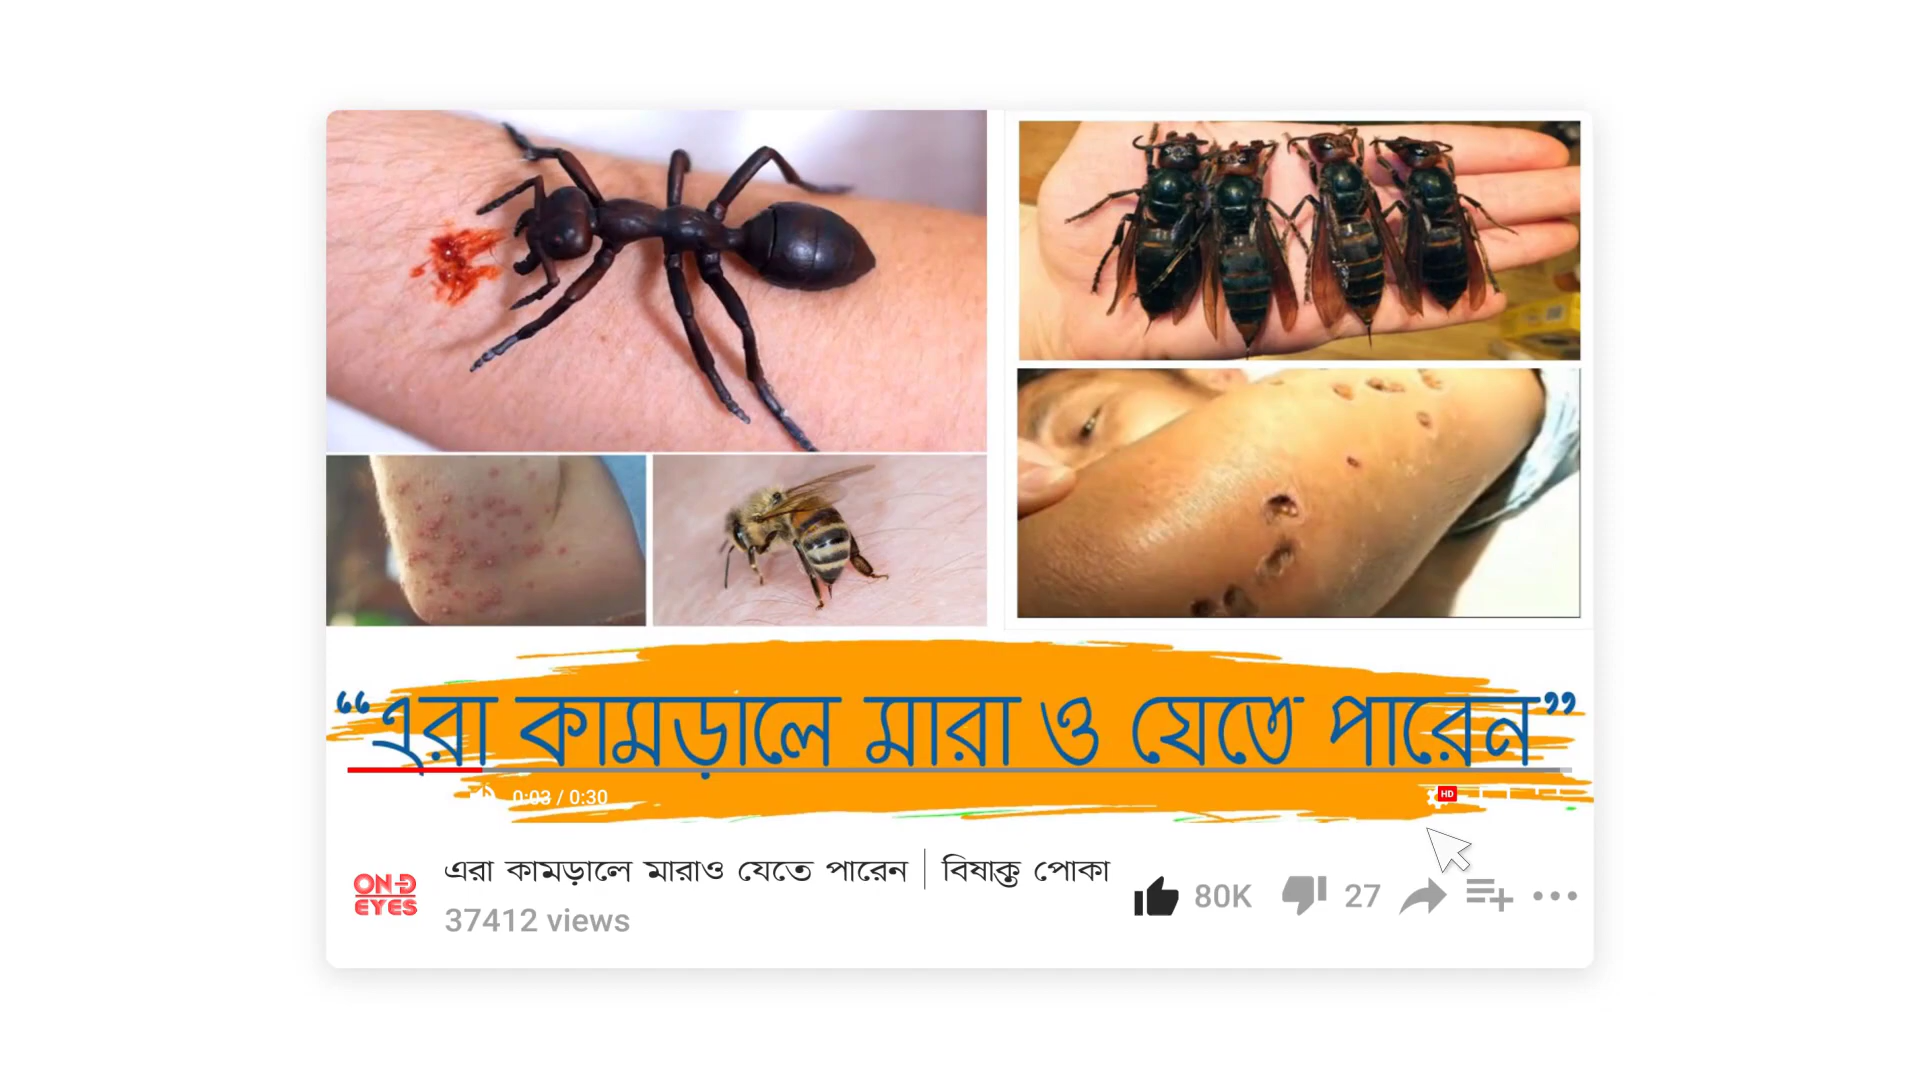 “এরা কামড়ালে মারা ও যেতে পারেন”
0:03 / 0:30
HD
ON-D
EYES
এরা কামড়ালে মারাও যেতে পারেন | বিষাক্ত পোকা
37412 views
80K
27